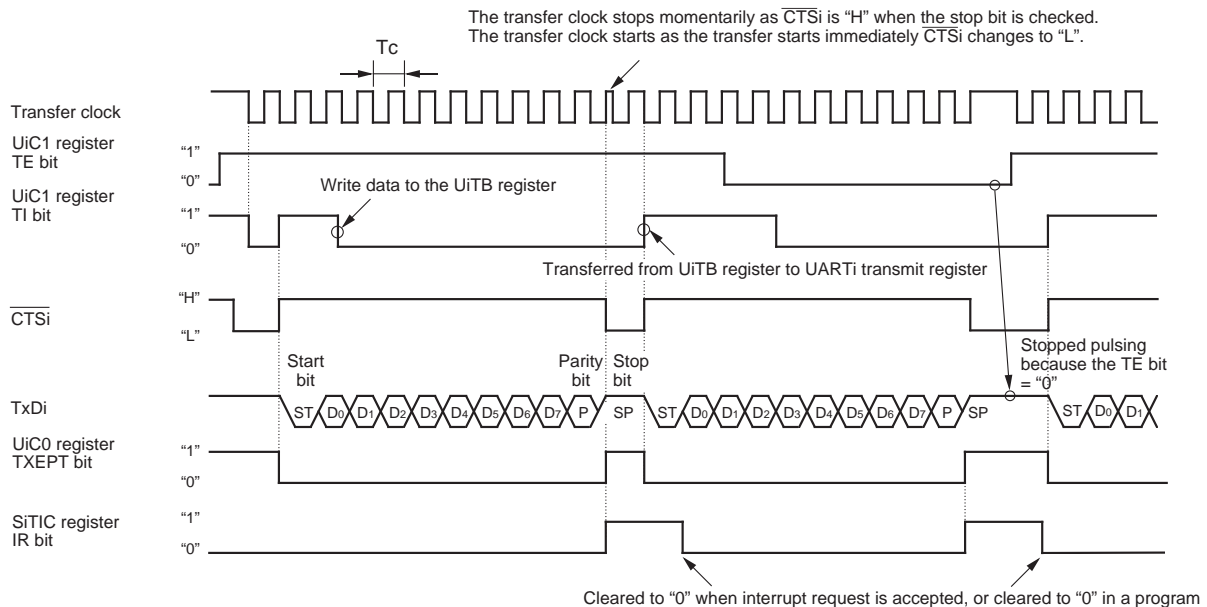 The transfer clock stops momentarily as CTSi is “H” when the stop bit is checked.
The transfer clock starts as the transfer starts immediately CTSi changes to “L”.
Tc
Transfer clock
UiC1 register
TE bit
“1”
“0”
Write data to the UiTB register
UiC1 register
TI bit
“1”
“0”
Transferred from UiTB register to UARTi transmit register
“H”
CTSi
“L”
Stopped pulsing
because the TE bit
= “0”
Start
bit
Parity
bit
Stop
bit
TxDi
ST D0 D1 D2 D3 D4 D5 D6 D7 P SP ST D0 D1 D2 D3 D4 D5 D6 D7 P SP ST D0 D1
UiC0 register
TXEPT bit
“1”
“0”
SiTIC register
IR bit
“1”
“0”
Cleared to “0” when interrupt request is accepted, or cleared to “0” in a program